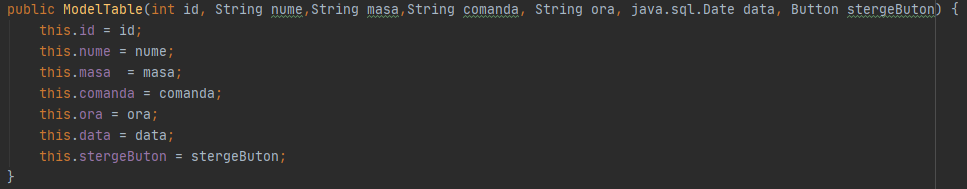 public ModelTable(int id, String nume,String masa,String comanda, String ora, java.sql.Date data, Button stergeButon) {
    this.id = id;
    this.nume = nume;
    this.masa  = masa;
    this.comanda = comanda;
    this.ora = ora;
    this.data = data;
    this.stergeButon = stergeButon;
}